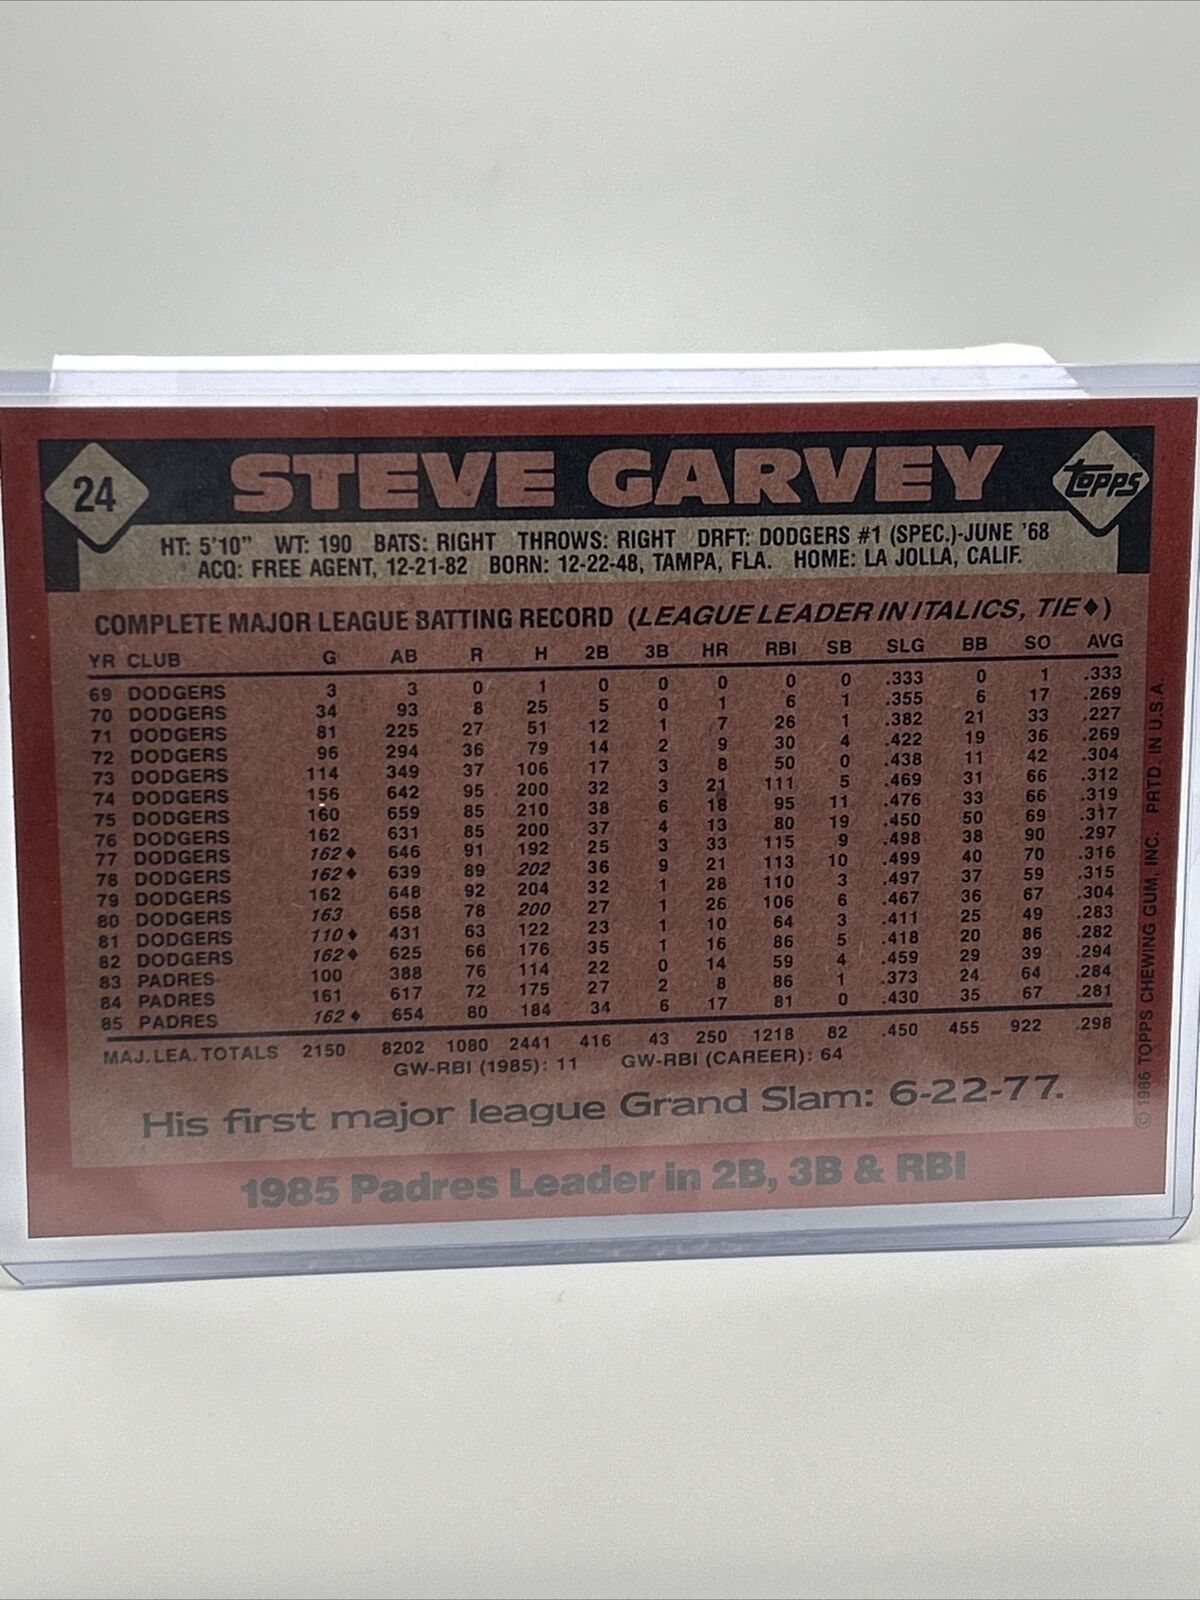 24 STEVE GARVEY topps
HT: 5'10" WT: 190 BATS: RIGHT THROWS: RIGHT DRFT: DODGERS #1 (SPEC.)-JUNE '68
ACQ: FREE AGENT, 12-21-82 BORN: 12-22-48, TAMPA, FLA. HOME: LA JOLLA, CALIF.
COMPLETE MAJOR LEAGUE BATTING RECORD (LEAGUE LEADER IN ITALICS, TIE♦)
YR CLUB G AB R H 2B 3B HR RBI SB SLG BB SO AVG
69 DODGERS 3 3 0 1 0 0 0 0 0 .333 0 1 .333
70 DODGERS 34 93 8 25 5 0 1 6 1 .355 6 17 .269
71 DODGERS 81 225 27 51 12 1 7 26 1 .382 21 33 .227
72 DODGERS 96 294 36 79 14 2 9 30 4 .422 19 36 .269
73 DODGERS 114 349 37 106 17 3 8 50 0 .438 11 42 .304
74 DODGERS 156 642 95 200 32 3 21 111 5 .469 31 66 .312
75 DODGERS 160 659 85 210 38 6 18 95 11 .476 33 66 .319
76 DODGERS 162 631 85 200 37 4 13 80 19 .450 50 69 .317
77 DODGERS 162♦ 646 91 192 25 3 33 115 9 .498 38 90 .297
78 DODGERS 162♦ 639 89 202 36 9 21 113 10 .499 40 70 .316
79 DODGERS 162 648 92 204 32 1 28 110 3 .497 37 59 .315
80 DODGERS 163 658 78 200 27 1 26 106 6 .467 36 67 .304
81 DODGERS 110♦ 431 63 122 23 1 10 64 3 .411 25 49 .283
82 DODGERS 162♦ 625 66 176 35 1 16 86 5 .418 20 86 .282
83 PADRES 100 388 76 114 22 0 14 59 4 .459 29 39 .294
84 PADRES 161 617 72 175 27 2 8 86 1 .373 24 64 .284
85 PADRES 162♦ 654 80 184 34 6 17 81 0 .430 35 67 .281
MAJ.LEA.TOTALS 2150 8202 1080 2441 416 43 250 1218 82 .450 455 922 .298
GW-RBI (1985): 11 GW-RBI (CAREER): 64
His first major league Grand Slam: 6-22-77.
1985 Padres Leader in 2B, 3B & RBI
© 1986 TOPPS CHEWING GUM, INC. PRTD. IN U.S.A.